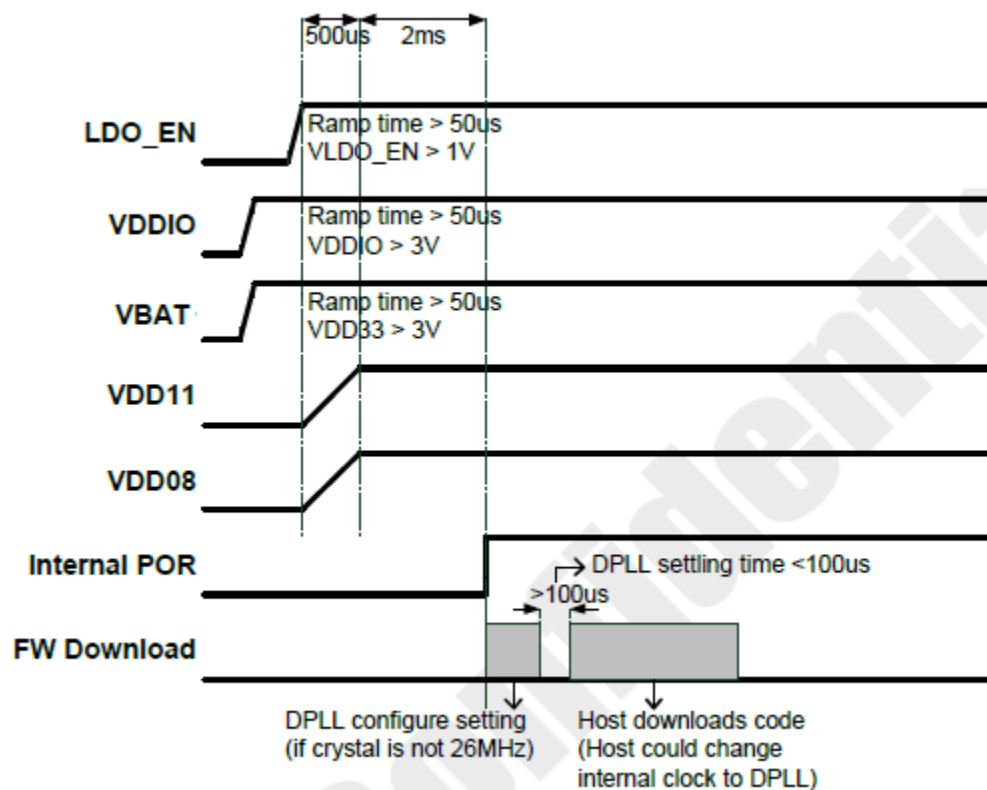 500us
2ms
LDO_EN
Ramp time > 50us
VLDO_EN > 1V
VDDIO
Ramp time > 50us
VDDIO > 3V
VBAT
Ramp time > 50us
VDD33 > 3V
VDD11
VDD08
Internal POR
DPLL settling time <100us
>100us
FW Download
DPLL configure setting
(if crystal is not 26MHz)
Host downloads code
(Host could change
internal clock to DPLL)
Confidenti